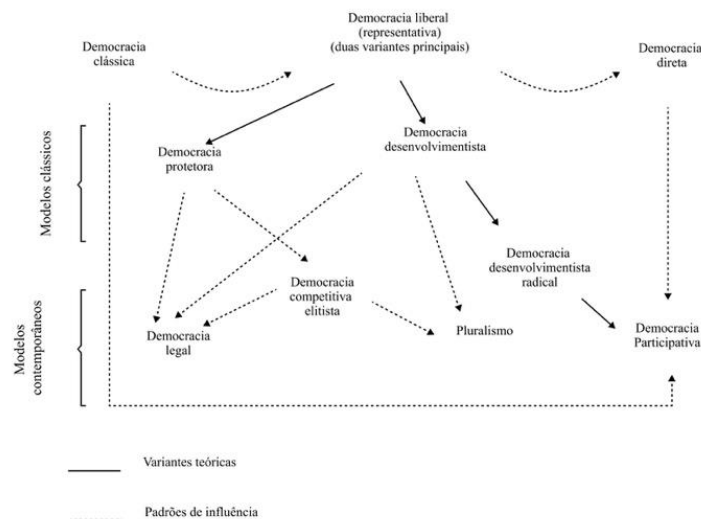 Democracia liberal
(representativa)
(duas variantes principais)
Democracia
clássica
Democracia
direta
Modelos clássicos
Democracia
protetora
Democracia
desenvolvimentista
Democracia
desenvolvimentista
radical
Modelos
contemporâneos
Democracia
competitiva
elitista
Democracia
legal
Pluralismo
Democracia
Participativa
Variantes teóricas
Padrões de influência